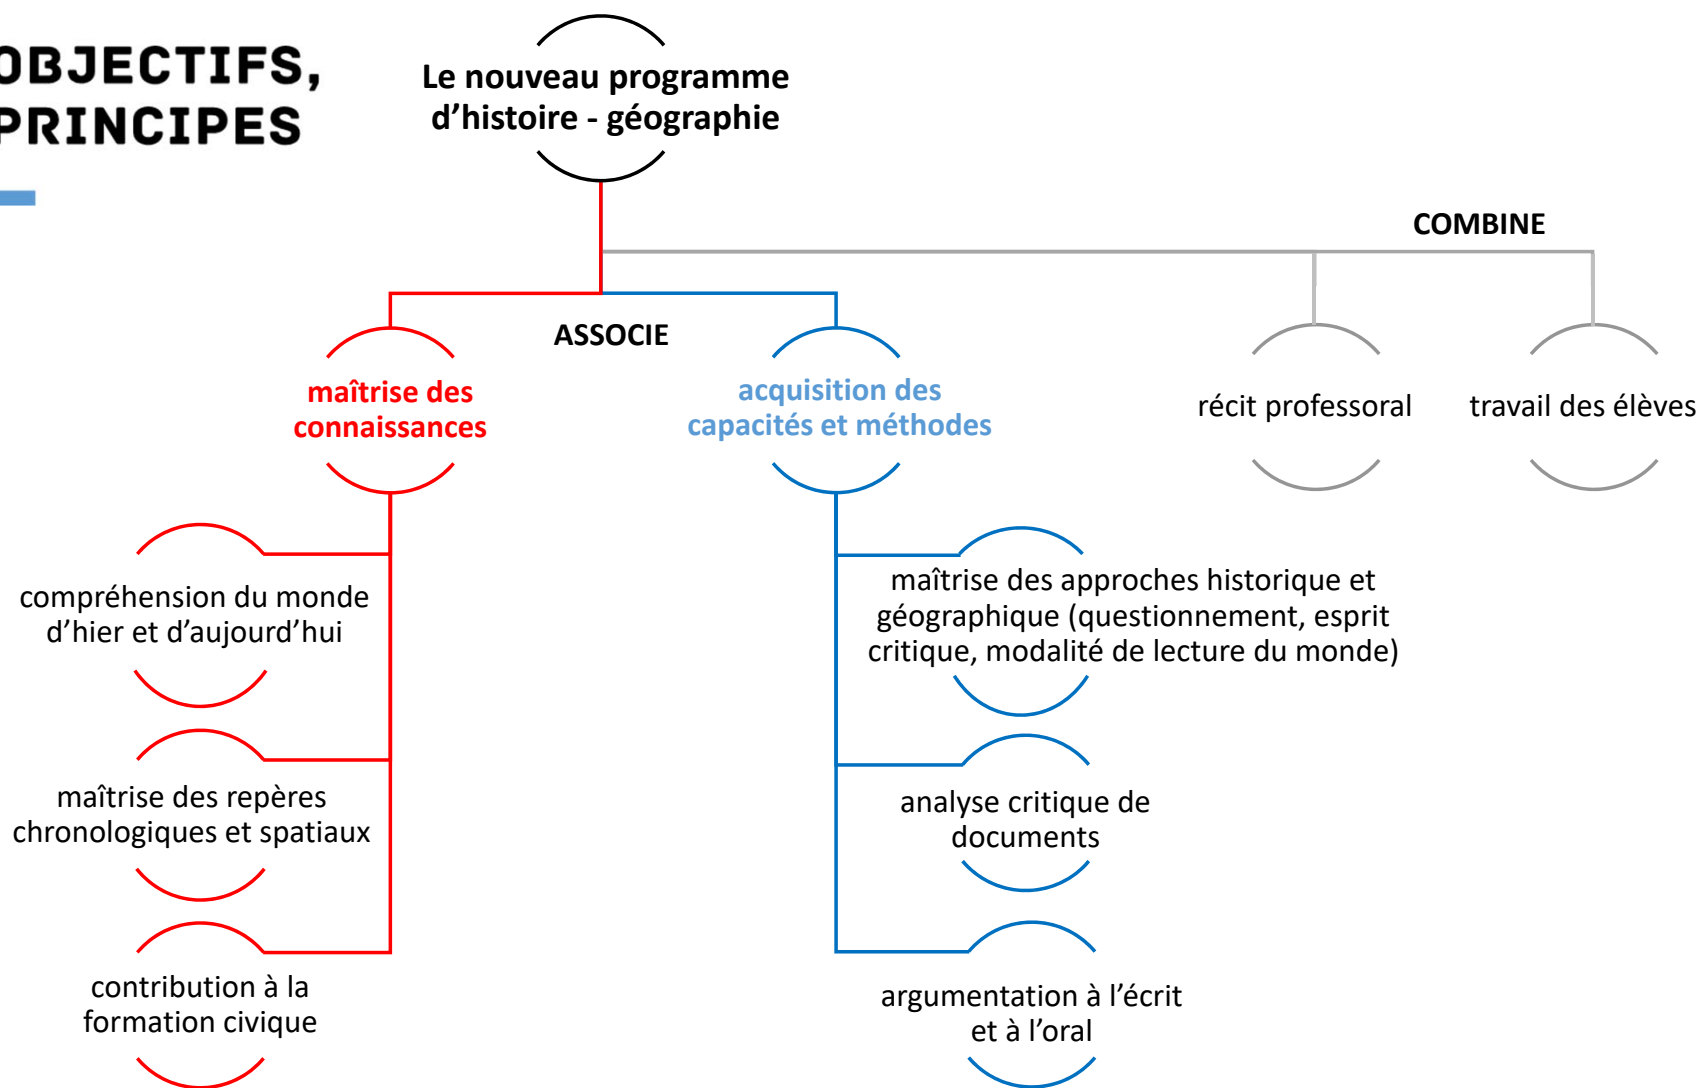 OBJECTIFS,
PRINCIPES
Le nouveau programme
d’histoire - géographie
COMBINE
ASSOCIE
maîtrise des
connaissances
acquisition des
capacités et méthodes
récit professoral
travail des élèves
compréhension du monde
d’hier et d’aujourd’hui
maîtrise des repères
chronologiques et spatiaux
contribution à la
formation civique
maîtrise des approches historique et
géographique (questionnement, esprit
critique, modalité de lecture du monde)
analyse critique de
documents
argumentation à l’écrit
et à l’oral